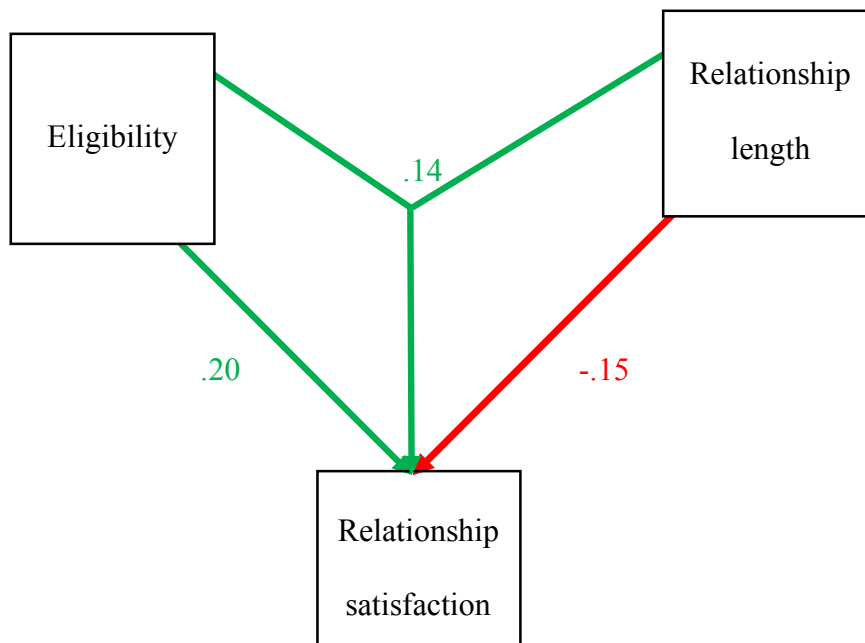 Eligibility
Relationship
length
.14
.20
-.15
Relationship
satisfaction